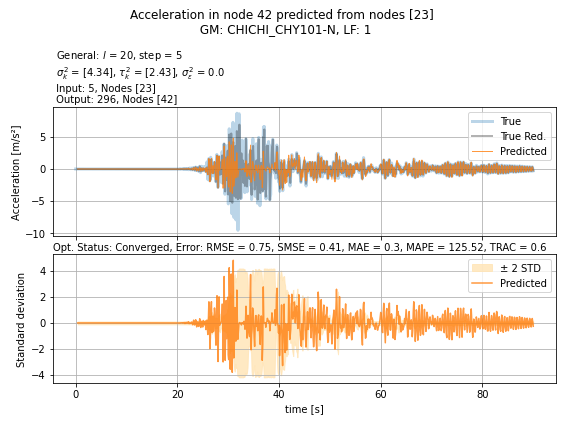 Acceleration in node 42 predicted from nodes [23]
GM: CHICHI_CHY101-N, LF: 1
General: l = 20, step = 5
σ²ₖ = [4.34], τ²ₖ = [2.43], σ²ε = 0.0
Input: 5, Nodes [23]
Output: 296, Nodes [42]
Acceleration [m/s²]
5
0
−5
−10
True
True Red.
Predicted
Opt. Status: Converged, Error: RMSE = 0.75, SMSE = 0.41, MAE = 0.3, MAPE = 125.52, TRAC = 0.6
Standard deviation
4
2
0
−2
−4
± 2 STD
Predicted
0 20 40 60 80
time [s]